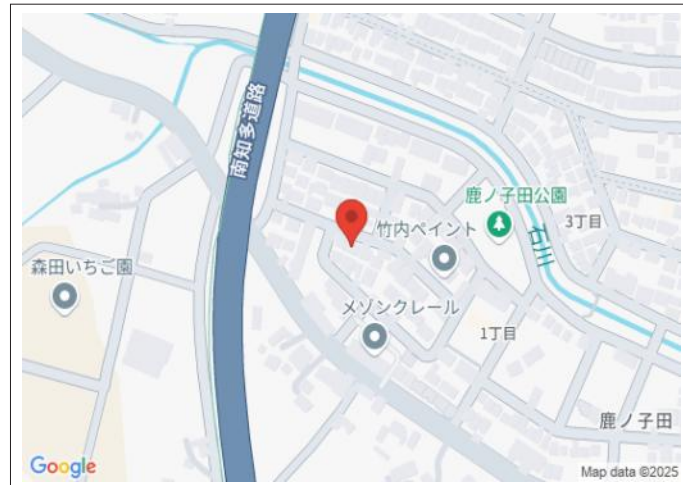 南知多道路
鹿ノ子田公園
3丁目
石川
竹内ペイント
森田いちご園
メゾンクレール
1丁目
鹿ノ子田
Google
Map data ©2025